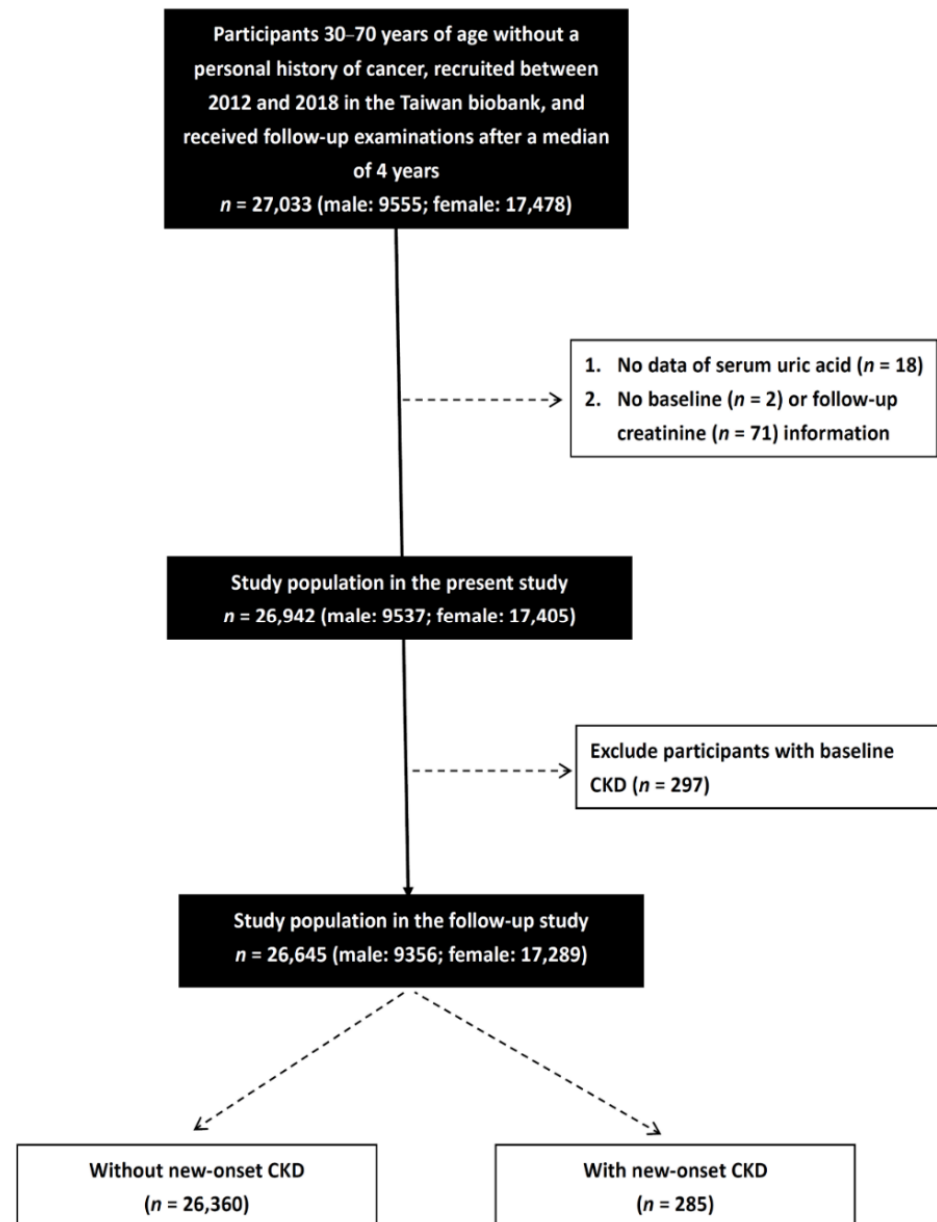 Participants 30–70 years of age without a
personal history of cancer, recruited between
2012 and 2018 in the Taiwan biobank, and
received follow-up examinations after a median
of 4 years
n = 27,033 (male: 9555; female: 17,478)
1. No data of serum uric acid (n = 18)
2. No baseline (n = 2) or follow-up
creatinine (n = 71) information
Study population in the present study
n = 26,942 (male: 9537; female: 17,405)
Exclude participants with baseline
CKD (n = 297)
Study population in the follow-up study
n = 26,645 (male: 9356; female: 17,289)
Without new-onset CKD
(n = 26,360)
With new-onset CKD
(n = 285)